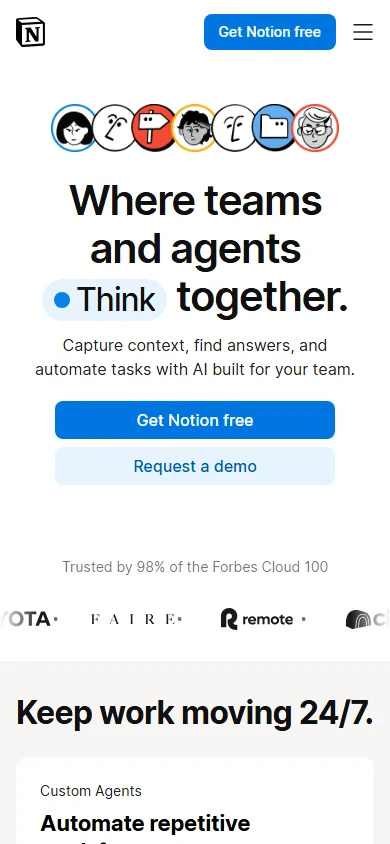 N
Get Notion free
Where teams
and agents
Think together.
Capture context, find answers, and
automate tasks with AI built for your team.
Get Notion free
Request a demo
Trusted by 98% of the Forbes Cloud 100
OTA
FAIRE
remote
Keep work moving 24/7.
Custom Agents
Automate repetitive